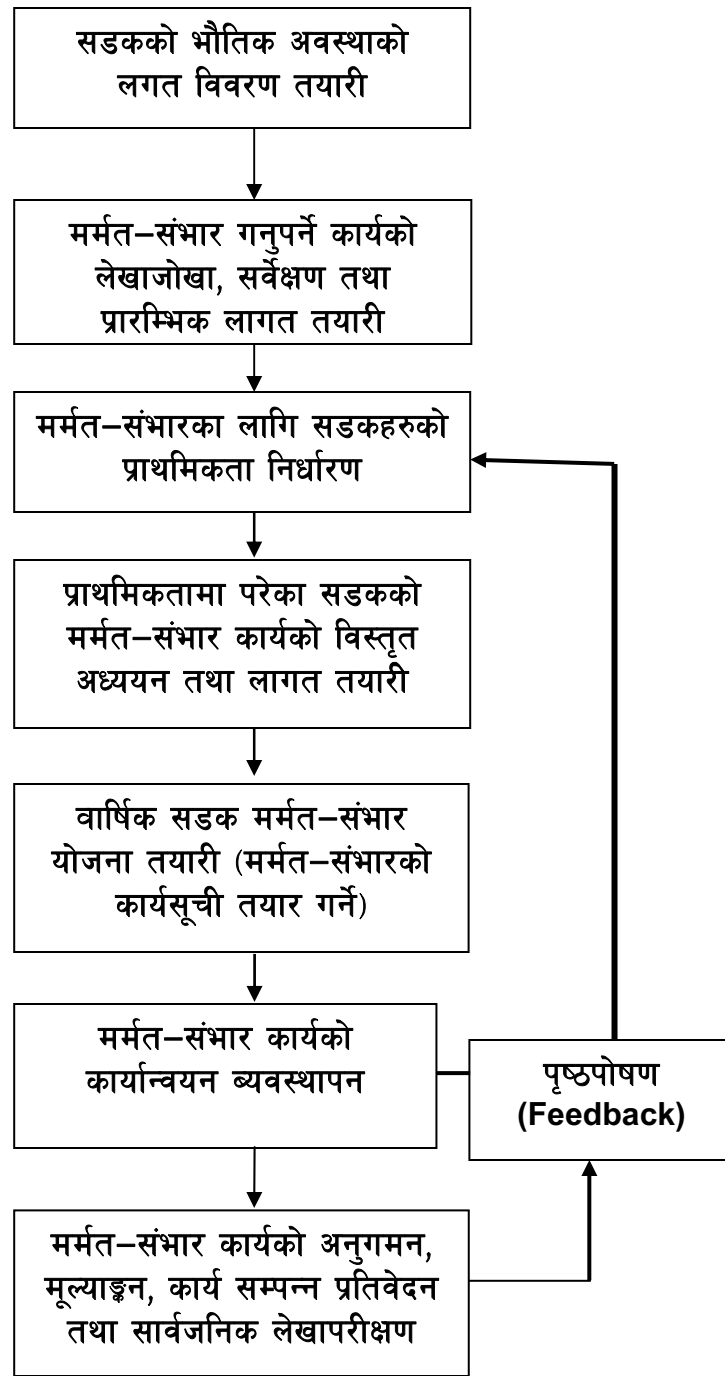 सडकको भौतिक अवस्थाको
लगत विवरण तयारी
मर्मत–संभार गनुपर्ने कार्यको
लेखाजोखा, सर्वेक्षण तथा
प्रारम्भिक लागत तयारी
मर्मत–संभारका लागि सडकहरुको
प्राथमिकता निर्धारण
प्राथमिकतामा परेका सडकको
मर्मत–संभार कार्यको विस्तृत
अध्ययन तथा लागत तयारी
वार्षिक सडक मर्मत–संभार
योजना तयारी (मर्मत–संभारको
कार्यसूची तयार गर्ने)
मर्मत–संभार कार्यको
कार्यान्वयन ब्यवस्थापन
पृष्ठपोषण
(Feedback)
मर्मत–संभार कार्यको अनुगमन,
मूल्याङ्कन, कार्य सम्पन्न प्रतिवेदन
तथा सार्वजनिक लेखापरीक्षण